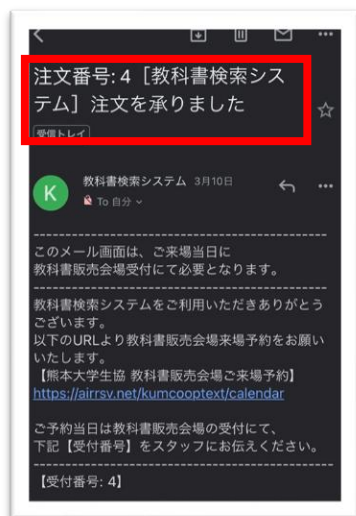 注文番号: 4［教科書検索シス
テム］注文を承りました
受信トレイ
K
教科書検索システム 3月10日
To 自分
--------------------------------------------------
このメール画面は、ご来場当日に
教科書販売会場受付にて必要となります。
--------------------------------------------------
教科書検索システムをご利用いただきありがとう
ございます。
以下のURLより教科書販売会場来場予約をお願い
いたします。
【熊本大学生協 教科書販売会場ご来場予約】
https://airrsv.net/kumcooptext/calendar
ご予約当日は教科書販売会場の受付にて、
下記【受付番号】をスタッフにお伝えください。
--------------------------------------------------
【受付番号: 4】